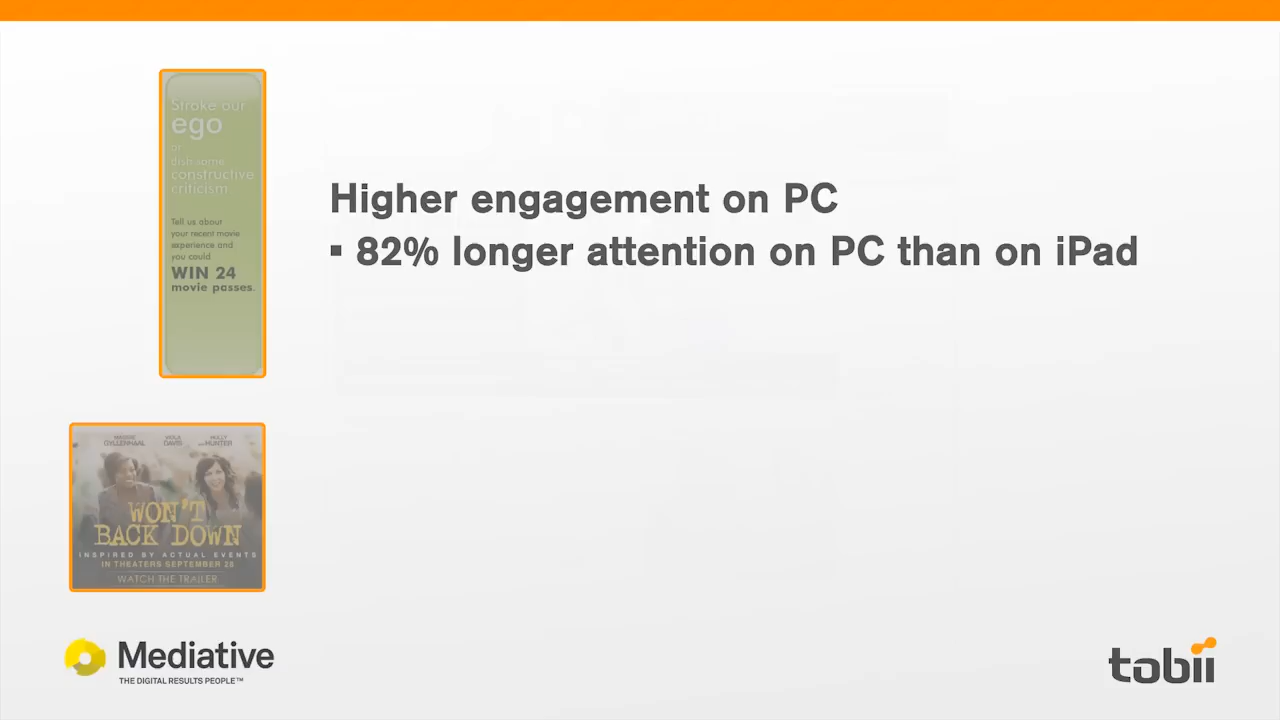 Stroke our
ego
or
dish some
constructive
criticism.
Tell us about
your recent movie
experience and
you could
WIN 24
movie passes.
Higher engagement on PC
▪ 82% longer attention on PC than on iPad
MAGGIE GYLLENHAAL VIOLA DAVIS AND HOLLY HUNTER
WON'T
BACK DOWN
INSPIRED BY ACTUAL EVENTS
IN THEATERS SEPTEMBER 28
WATCH THE TRAILER
Mediative
THE DIGITAL RESULTS PEOPLE™
tobii